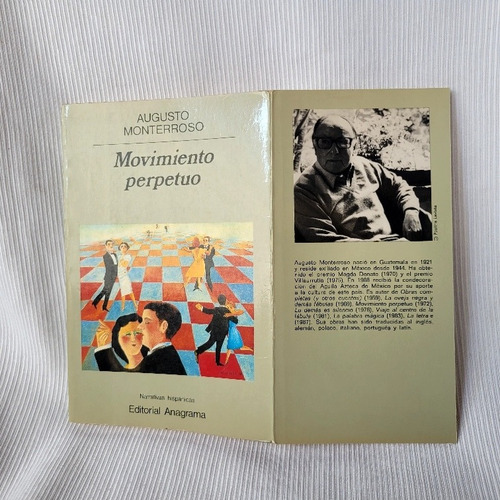 AUGUSTO
MONTERROSO
Movimiento
perpetuo
Narrativas hispánicas
Editorial Anagrama
Augusto Monterroso nació en Guatemala en 1921
y reside exiliado en México desde 1944. Ha obte-
nido el premio Magda Donato (1970) y el premio
Villaurrutia (1975). En 1988 recibió la condecora-
ción de Aguila Azteca de México por su aporte
a la cultura de este país. Es autor de Obras com-
pletas (y otros cuentos) (1959), La oveja negra y
demás fábulas (1969), Movimiento perpetuo (1972),
Lo demás es silencio (1978), Viaje al centro de la
fábula (1981), La palabra mágica (1983), La letra e
(1987). Sus obras han sido traducidas al inglés,
alemán, polaco, italiano, portugués y latín.